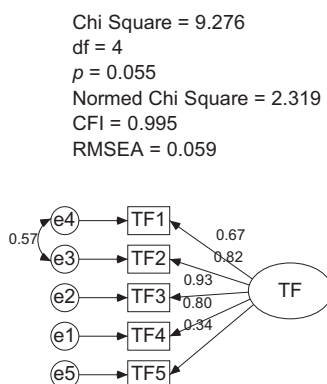 Chi Square = 9.276
df = 4
p = 0.055
Normed Chi Square = 2.319
CFI = 0.995
RMSEA = 0.059
e4 TF1
0.67
0.57
0.82
e3 TF2
0.93
e2 TF3 TF
0.80
0.34
e1 TF4
e5 TF5